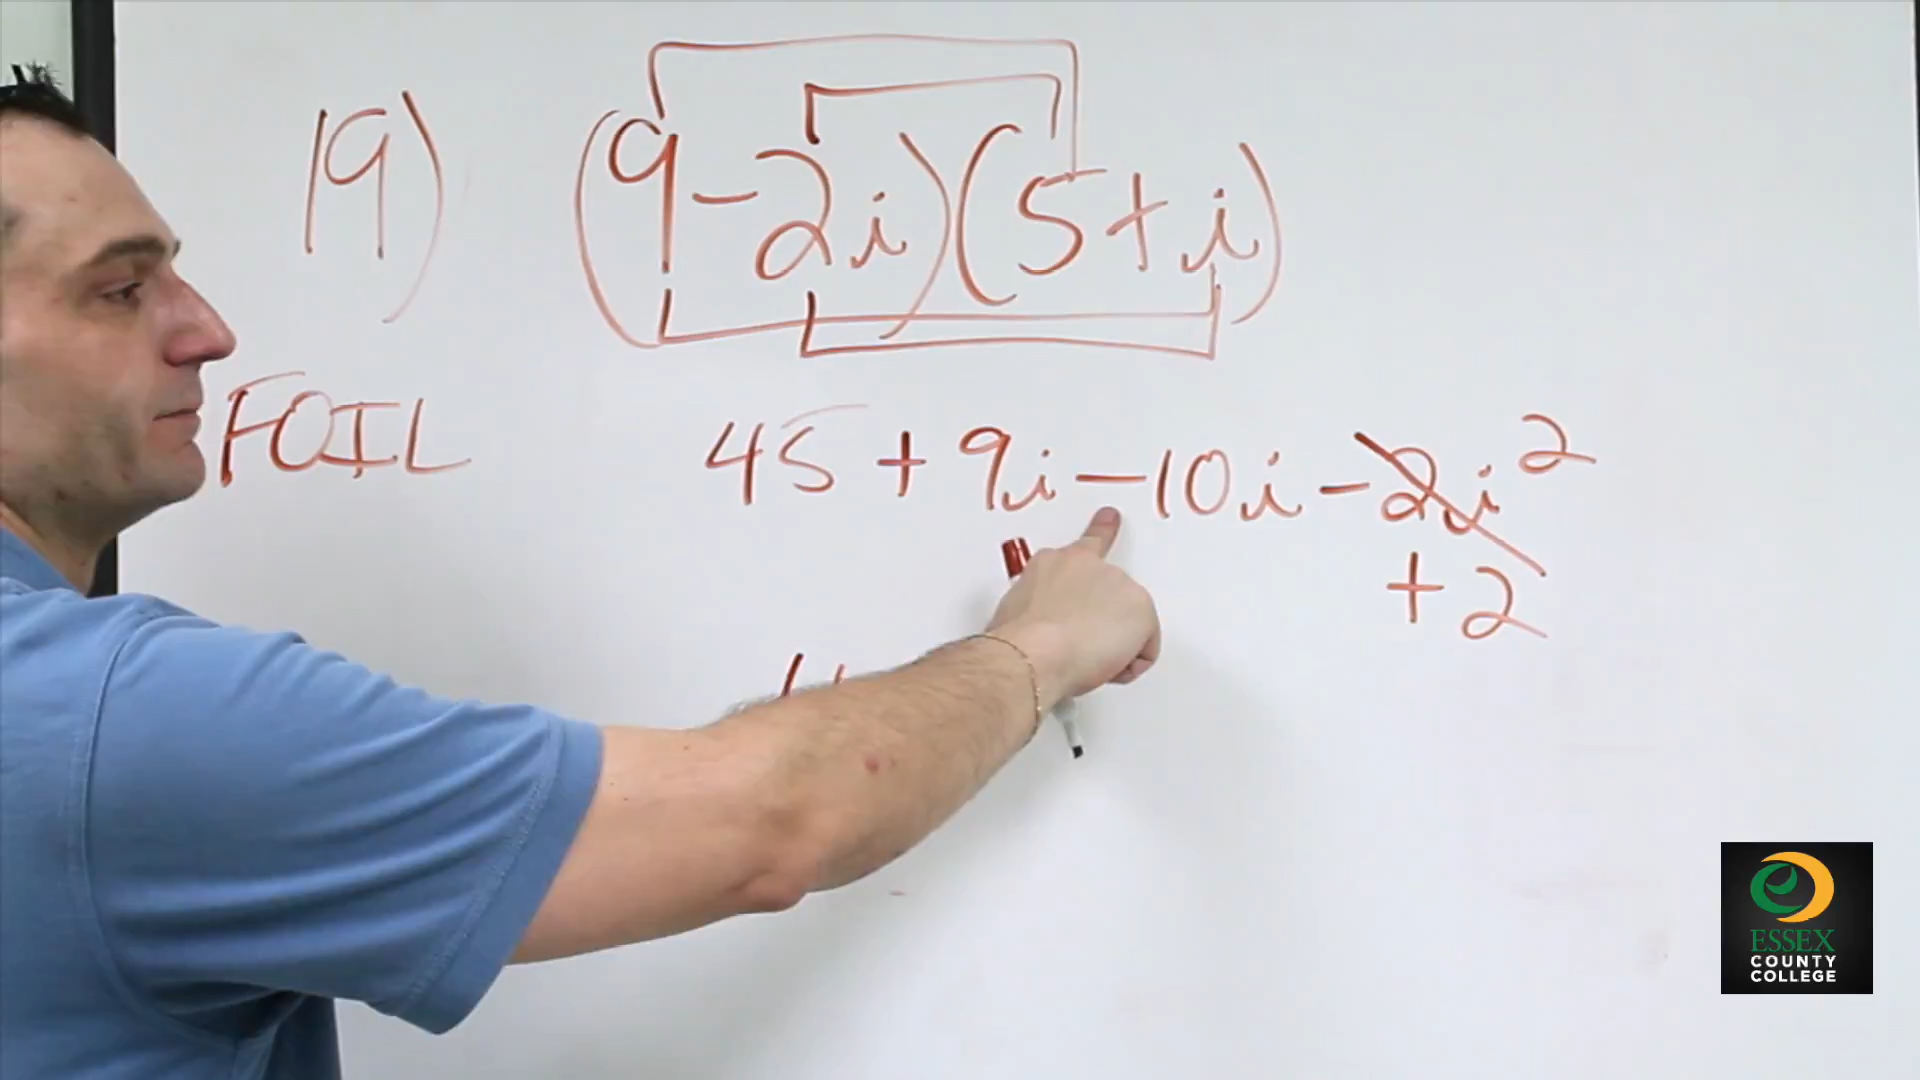 19) (9-2i)(5+i)
FOIL 45 + 9i - 10i - 2i²
+ 2
ESSEX
COUNTY
COLLEGE